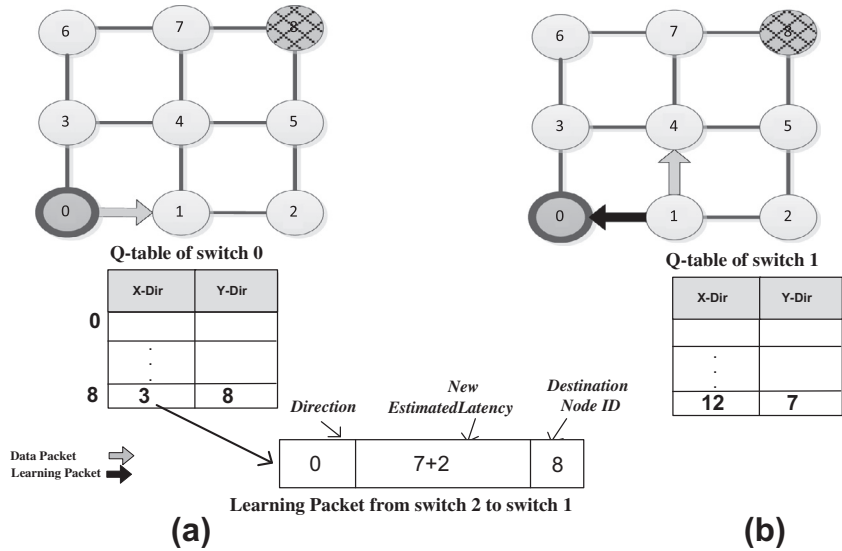 6 7 8
3 4 5
0 1 2
Q-table of switch 0
X-Dir Y-Dir
0
.
.
.
8 3 8
6 7 8
3 4 5
0 1 2
Q-table of switch 1
X-Dir Y-Dir
.
.
.
12 7
Direction
New
EstimatedLatency
Destination
Node ID
0 7+2 8
Learning Packet from switch 2 to switch 1
Data Packet
Learning Packet
(a)
(b)